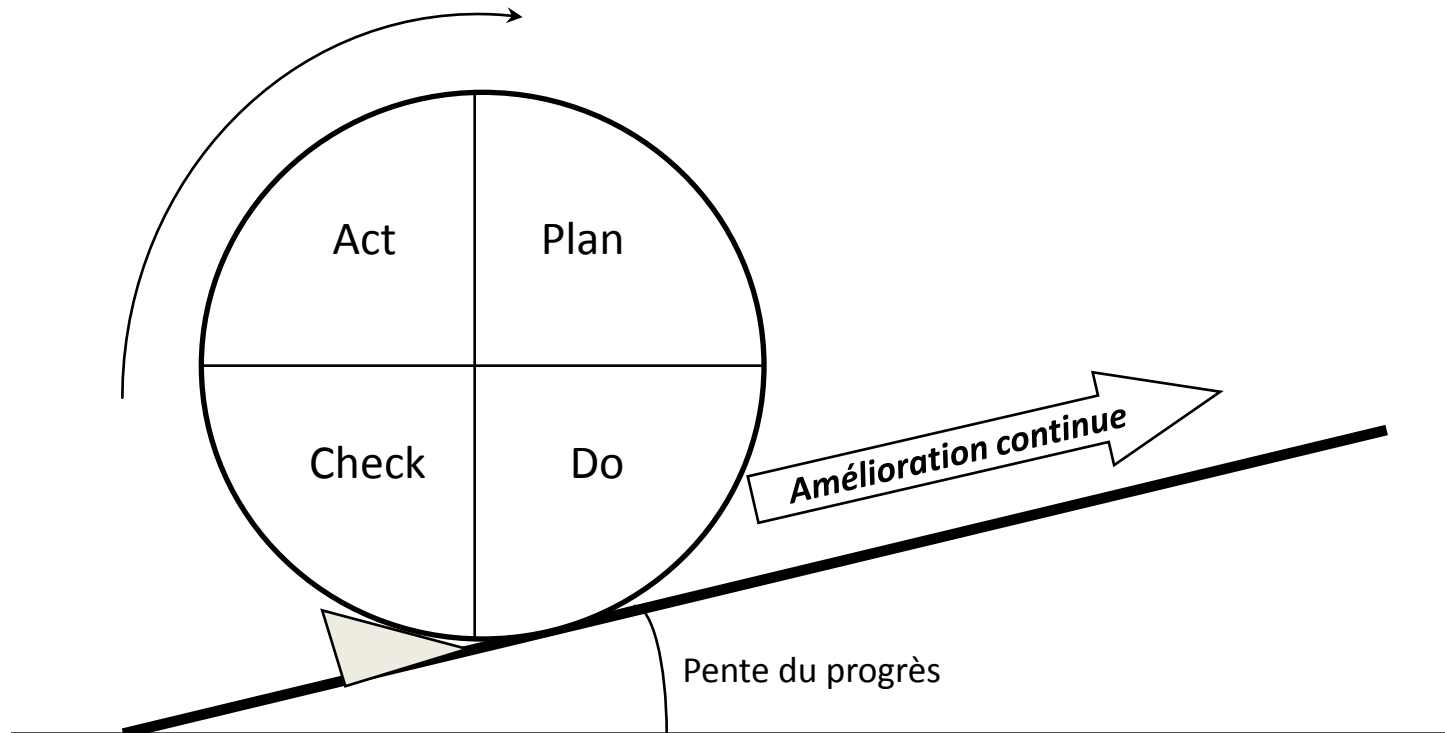 Act
Plan
Check
Do
Amélioration continue
Pente du progrès